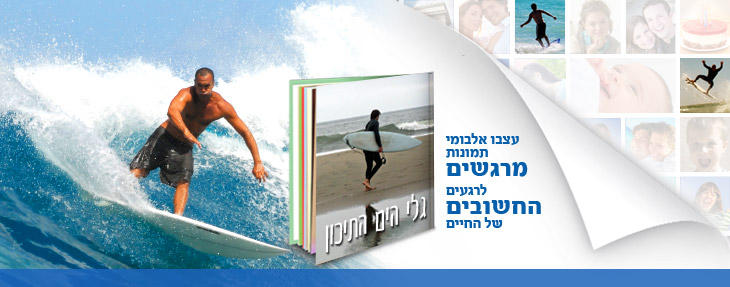 עצבו אלבומי
תמונות
מרגשים
לרגעים
החשובים
של החיים
גלי הים התיכון